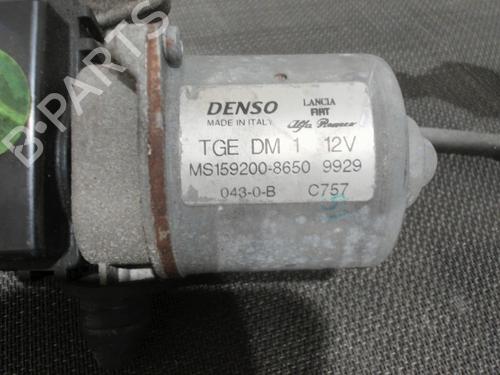 B-PARTS
DENSO
MADE IN ITALY
LANCIA
FIAT
Alfa Romeo
TGE DM 1 12V
MS159200-8650 9929
043-0-B C757